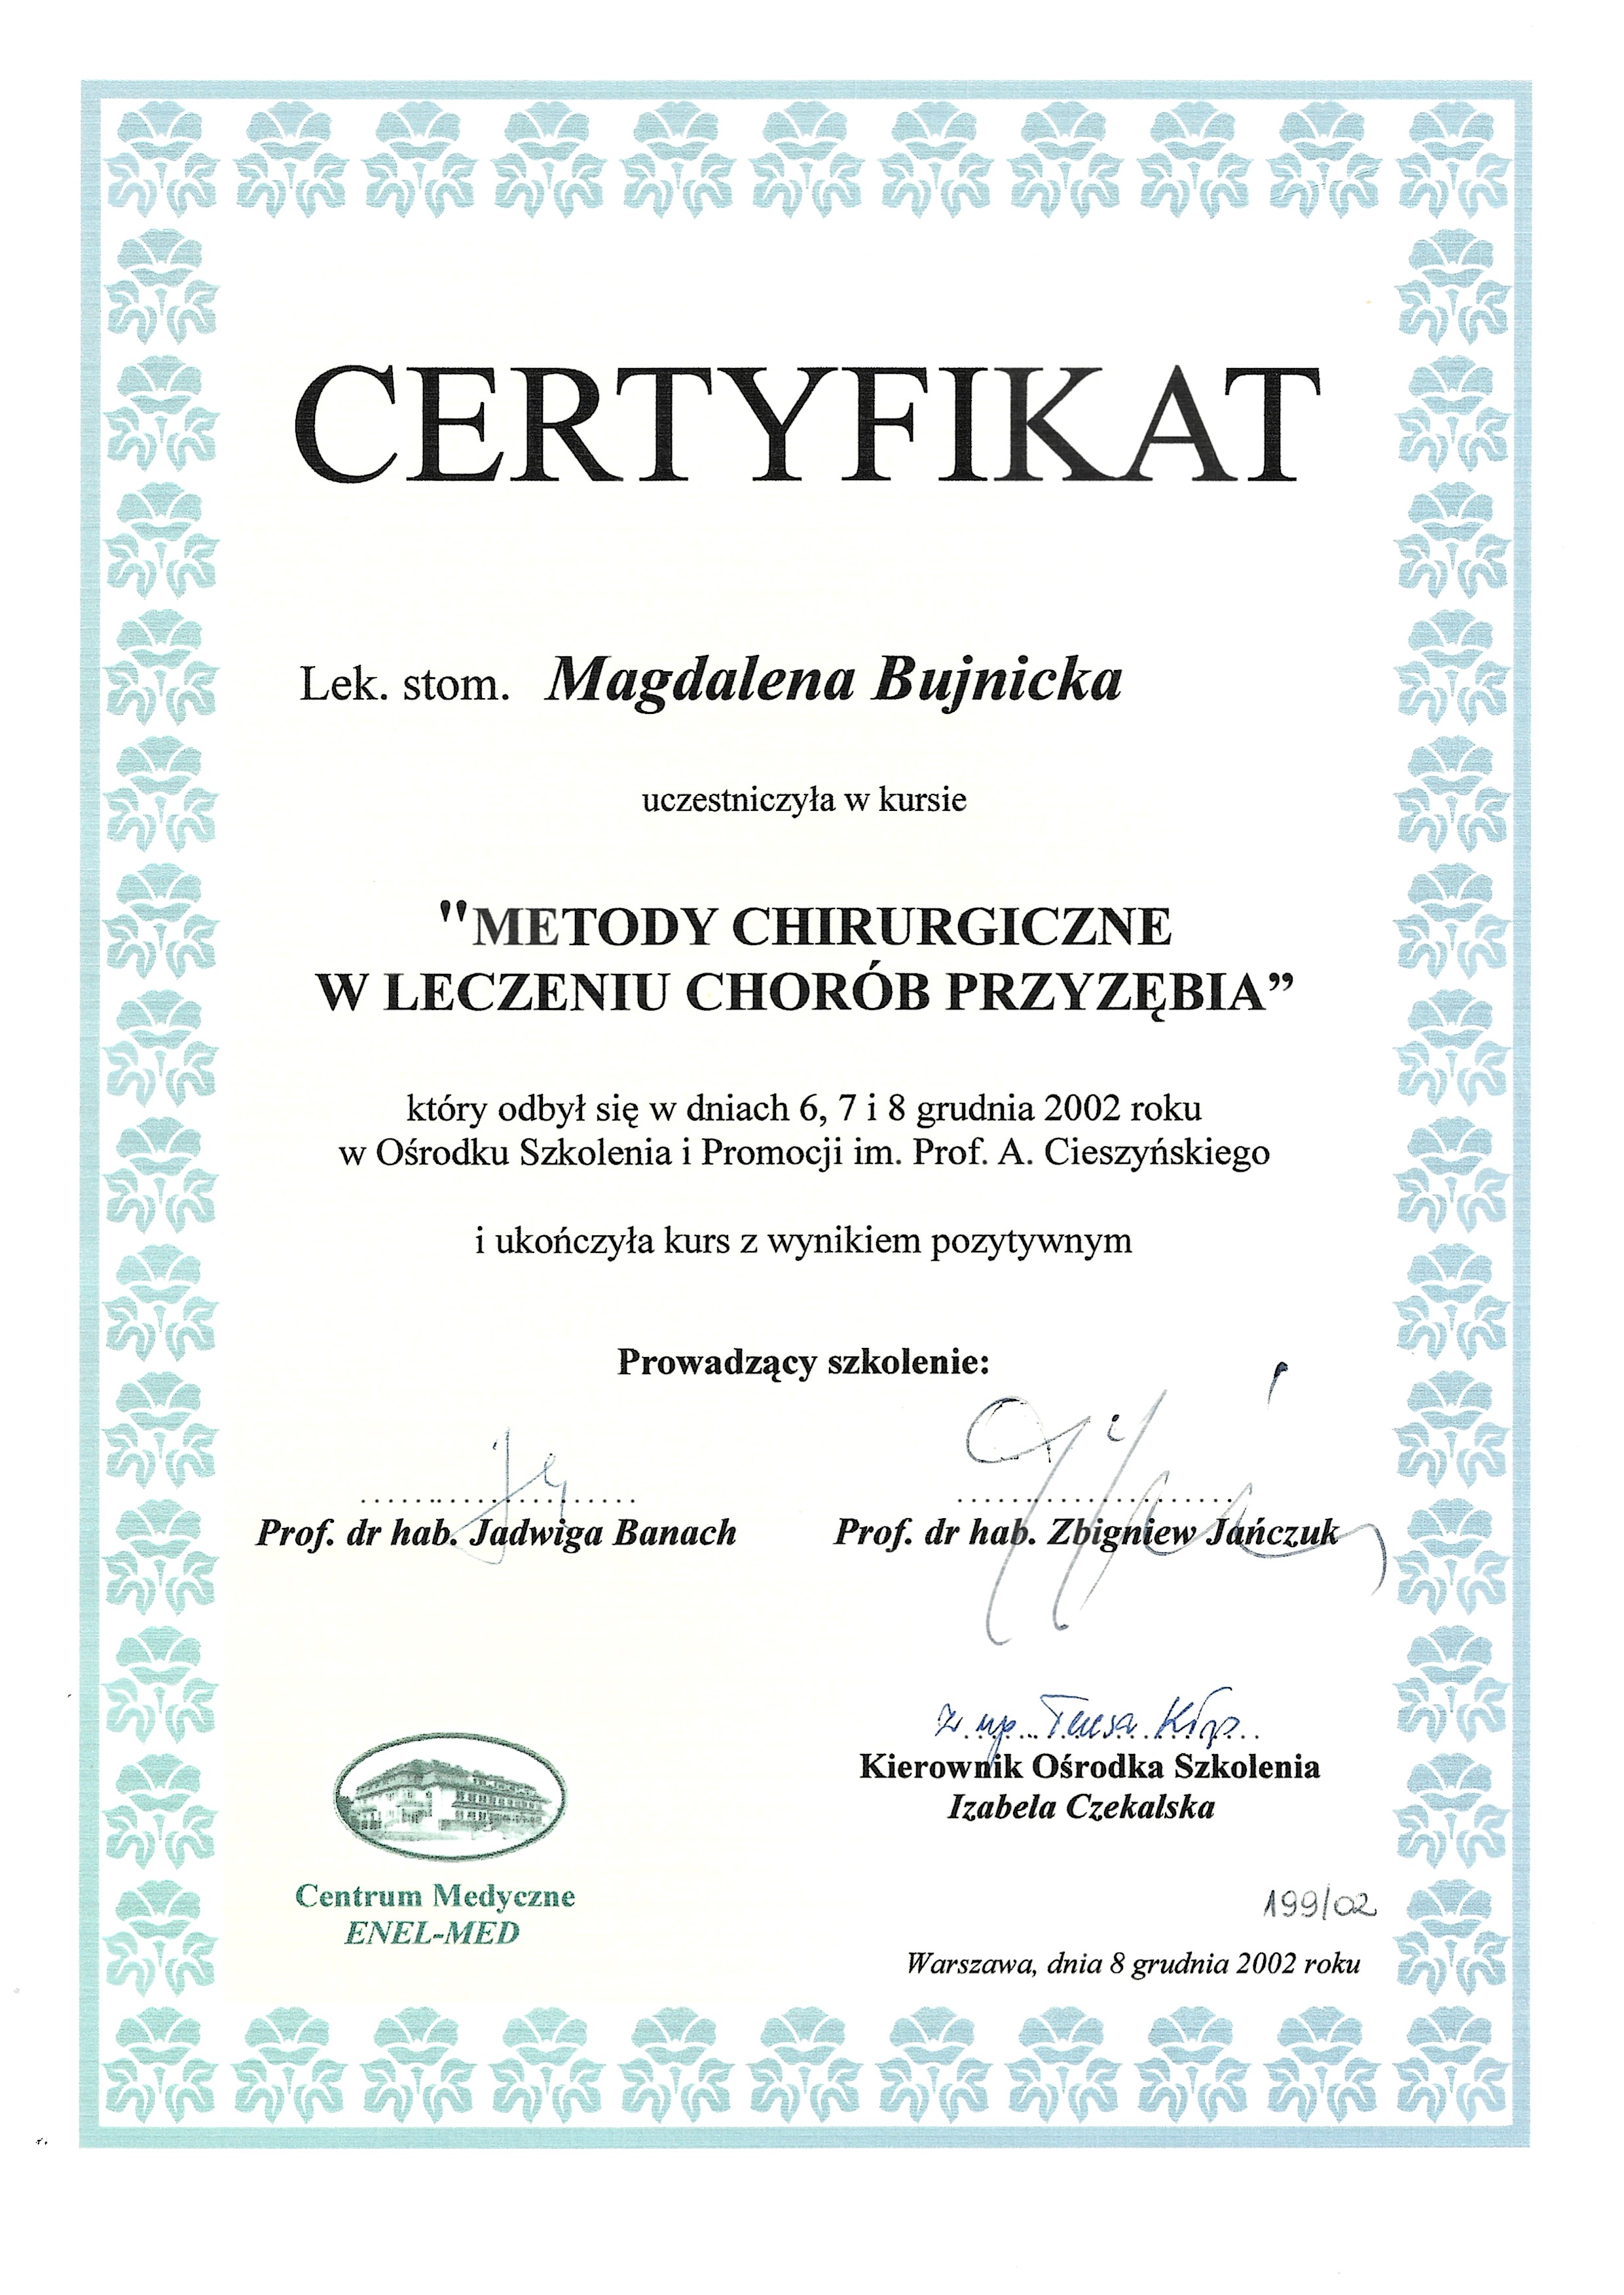 CERTYFIKAT
Lek. stom. Magdalena Bujnicka
uczestniczyła w kursie
"METODY CHIRURGICZNE
W LECZENIU CHORÓB PRZYZĘBIA”
który odbył się w dniach 6, 7 i 8 grudnia 2002 roku
w Ośrodku Szkolenia i Promocji im. Prof. A. Cieszyńskiego
i ukończyła kurs z wynikiem pozytywnym
Prowadzący szkolenie:
Prof. dr hab. Jadwiga Banach
Prof. dr hab. Zbigniew Jańczuk
Teresa
Kierownik Ośrodka Szkolenia
Izabela Czekalska
Centrum Medyczne
ENEL-MED
199/02
Warszawa, dnia 8 grudnia 2002 roku